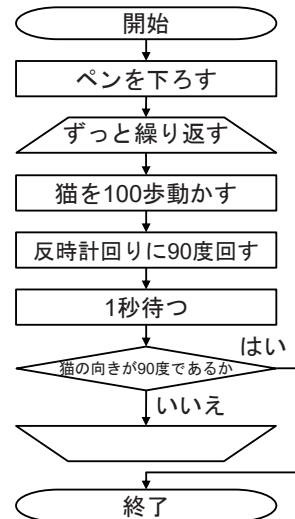 開始
ペンを下ろす
ずっと繰り返す
猫を100歩動かす
反時計回りに90度回す
1秒待つ
猫の向きが90度であるか
はい
いいえ
終了